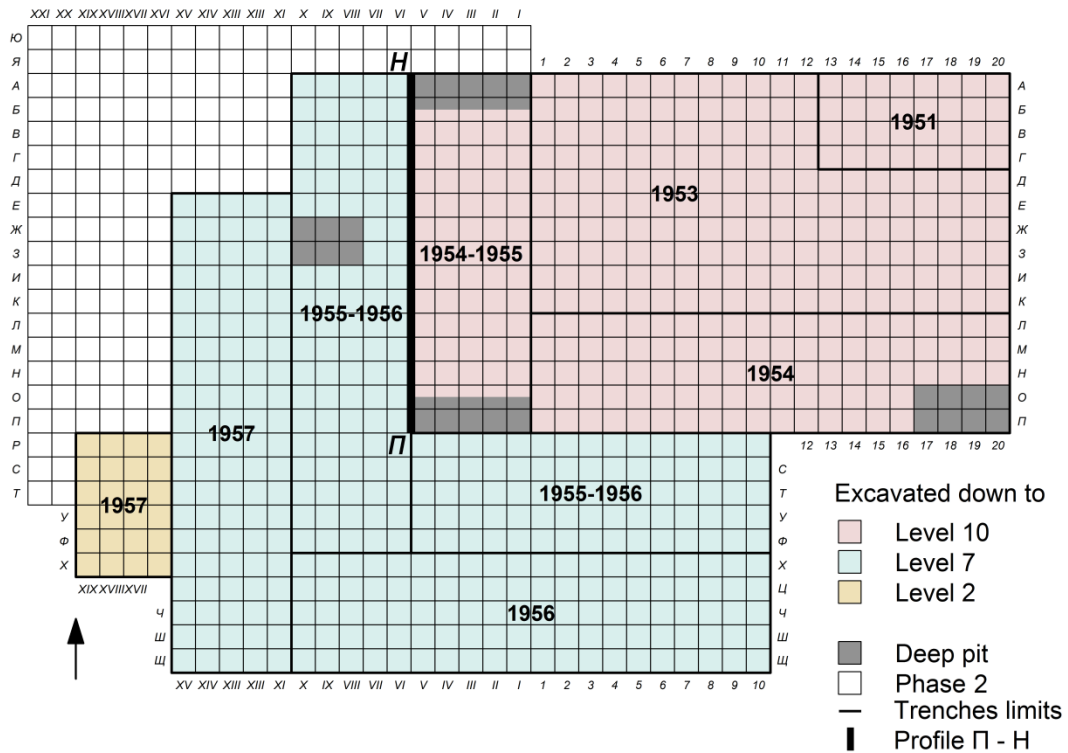 XXI XX XIX XVIII XVII XVI XV XIV XIII XIII XI X IX VIII VII VI V IV III II I
Ю
Я Н 1 2 3 4 5 6 7 8 9 10 11 12 13 14 15 16 17 18 19 20
А А
Б Б
1951
В В
Г Г
Д Д
1953
Е Е
Ж Ж
З 1954-1955 З
И И
К К
1955-1956
Л Л
М М
Н 1954 Н
О О
П П
1957
Р П 12 13 14 15 16 17 18 19 20
С С
Т 1957 1955-1956 Т
У У
Ф Ф
Х Х
XIX XVIII XVII Ц
Ч 1956 Ч
Ш Ш
Щ Щ
XV XIV XIII XIII XI X IX VIII VII VI V IV III II I 1 2 3 4 5 6 7 8 9 10
Excavated down to
Level 10
Level 7
Level 2
Deep pit
Phase 2
Trenches limits
Profile П - Н